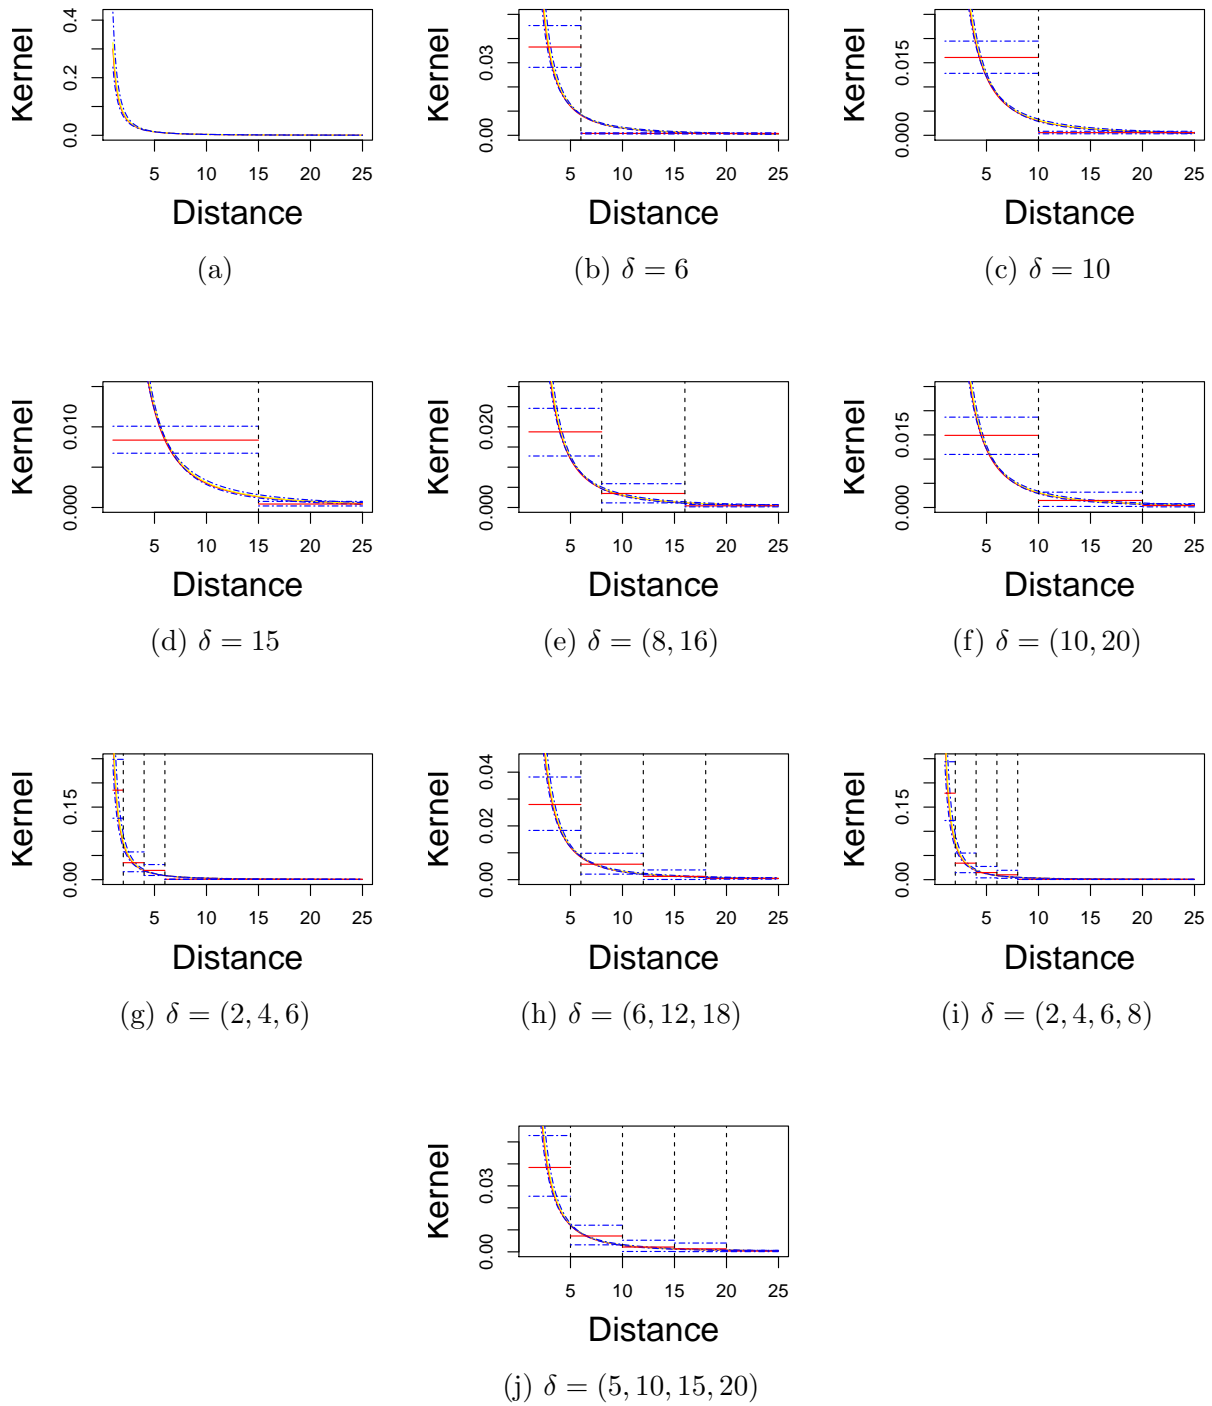 Kernel
0.0 0.2 0.4
5 10 15 20 25
Distance
(a)
Kernel
0.00 0.03
5 10 15 20 25
Distance
(b) δ = 6
Kernel
0.000 0.015
5 10 15 20 25
Distance
(c) δ = 10
Kernel
0.000 0.010
5 10 15 20 25
Distance
(d) δ = 15
Kernel
0.000 0.020
5 10 15 20 25
Distance
(e) δ = (8, 16)
Kernel
0.000 0.015
5 10 15 20 25
Distance
(f) δ = (10, 20)
Kernel
0.00 0.15
5 10 15 20 25
Distance
(g) δ = (2, 4, 6)
Kernel
0.00 0.02 0.04
5 10 15 20 25
Distance
(h) δ = (6, 12, 18)
Kernel
0.00 0.15
5 10 15 20 25
Distance
(i) δ = (2, 4, 6, 8)
Kernel
0.00 0.03
5 10 15 20 25
Distance
(j) δ = (5, 10, 15, 20)